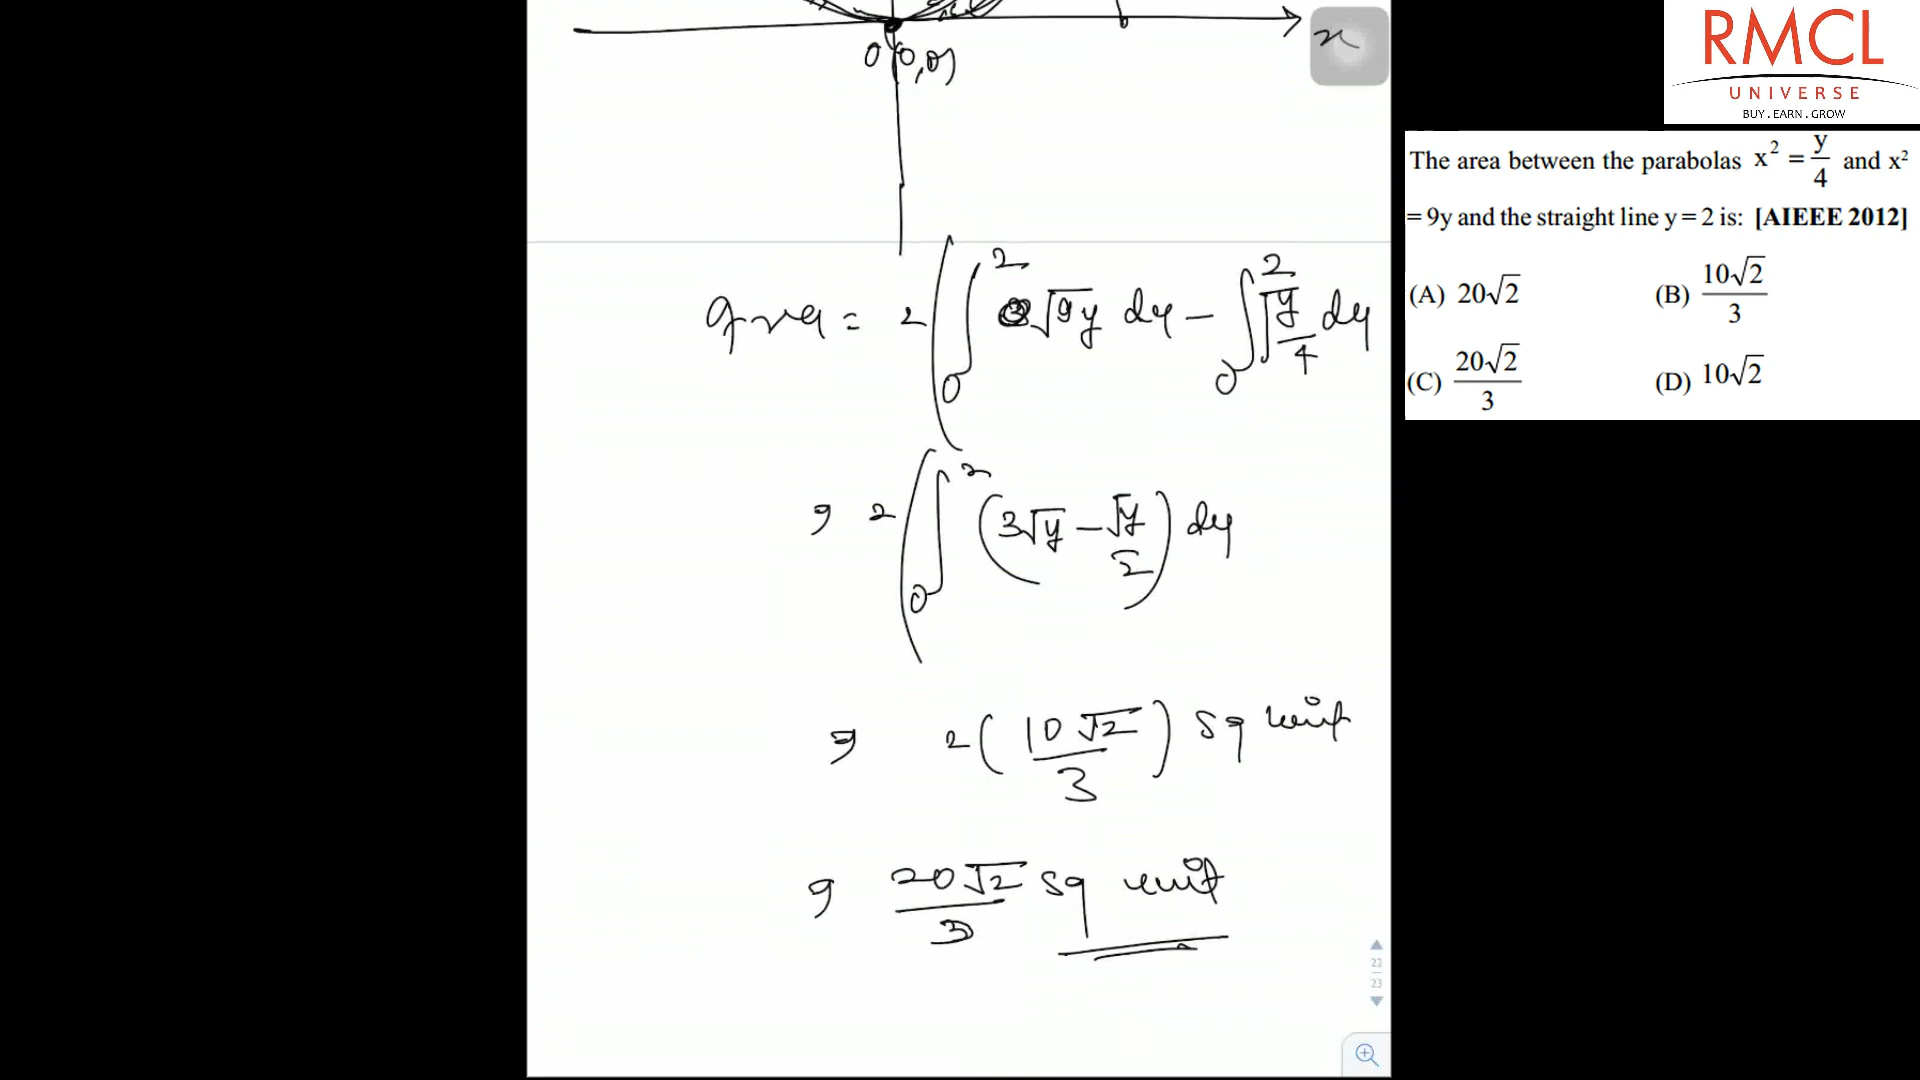 x
0 (0,0)
RMCL
UNIVERSE
BUY . EARN . GROW
The area between the parabolas x² = y/4 and x²
= 9y and the straight line y = 2 is: [AIEEE 2012]
(A) 20√2
(B) 10√2/3
(C) 20√2/3
(D) 10√2
Area = 2 ( ∫₀² √9y dy − ∫₀² √y/4 dy
2 ( ∫₀² (3√y − √y/2) dy
2 ( 10√2/3 ) sq unit
20√2/3 sq unit
22
23